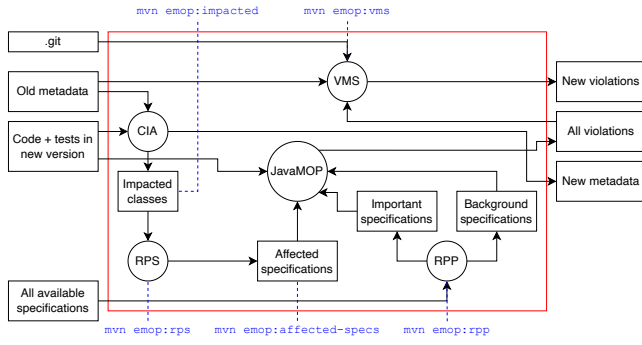 mvn emop:impacted
mvn emop:vms
.git
VMS
New violations
Old metadata
CIA
All violations
Code + tests in
new version
JavaMOP
New metadata
Impacted
classes
Important
specifications
Background
specifications
RPS
Affected
specifications
RPP
All available
specifications
mvn emop:rps
mvn emop:affected-specs
mvn emop:rpp